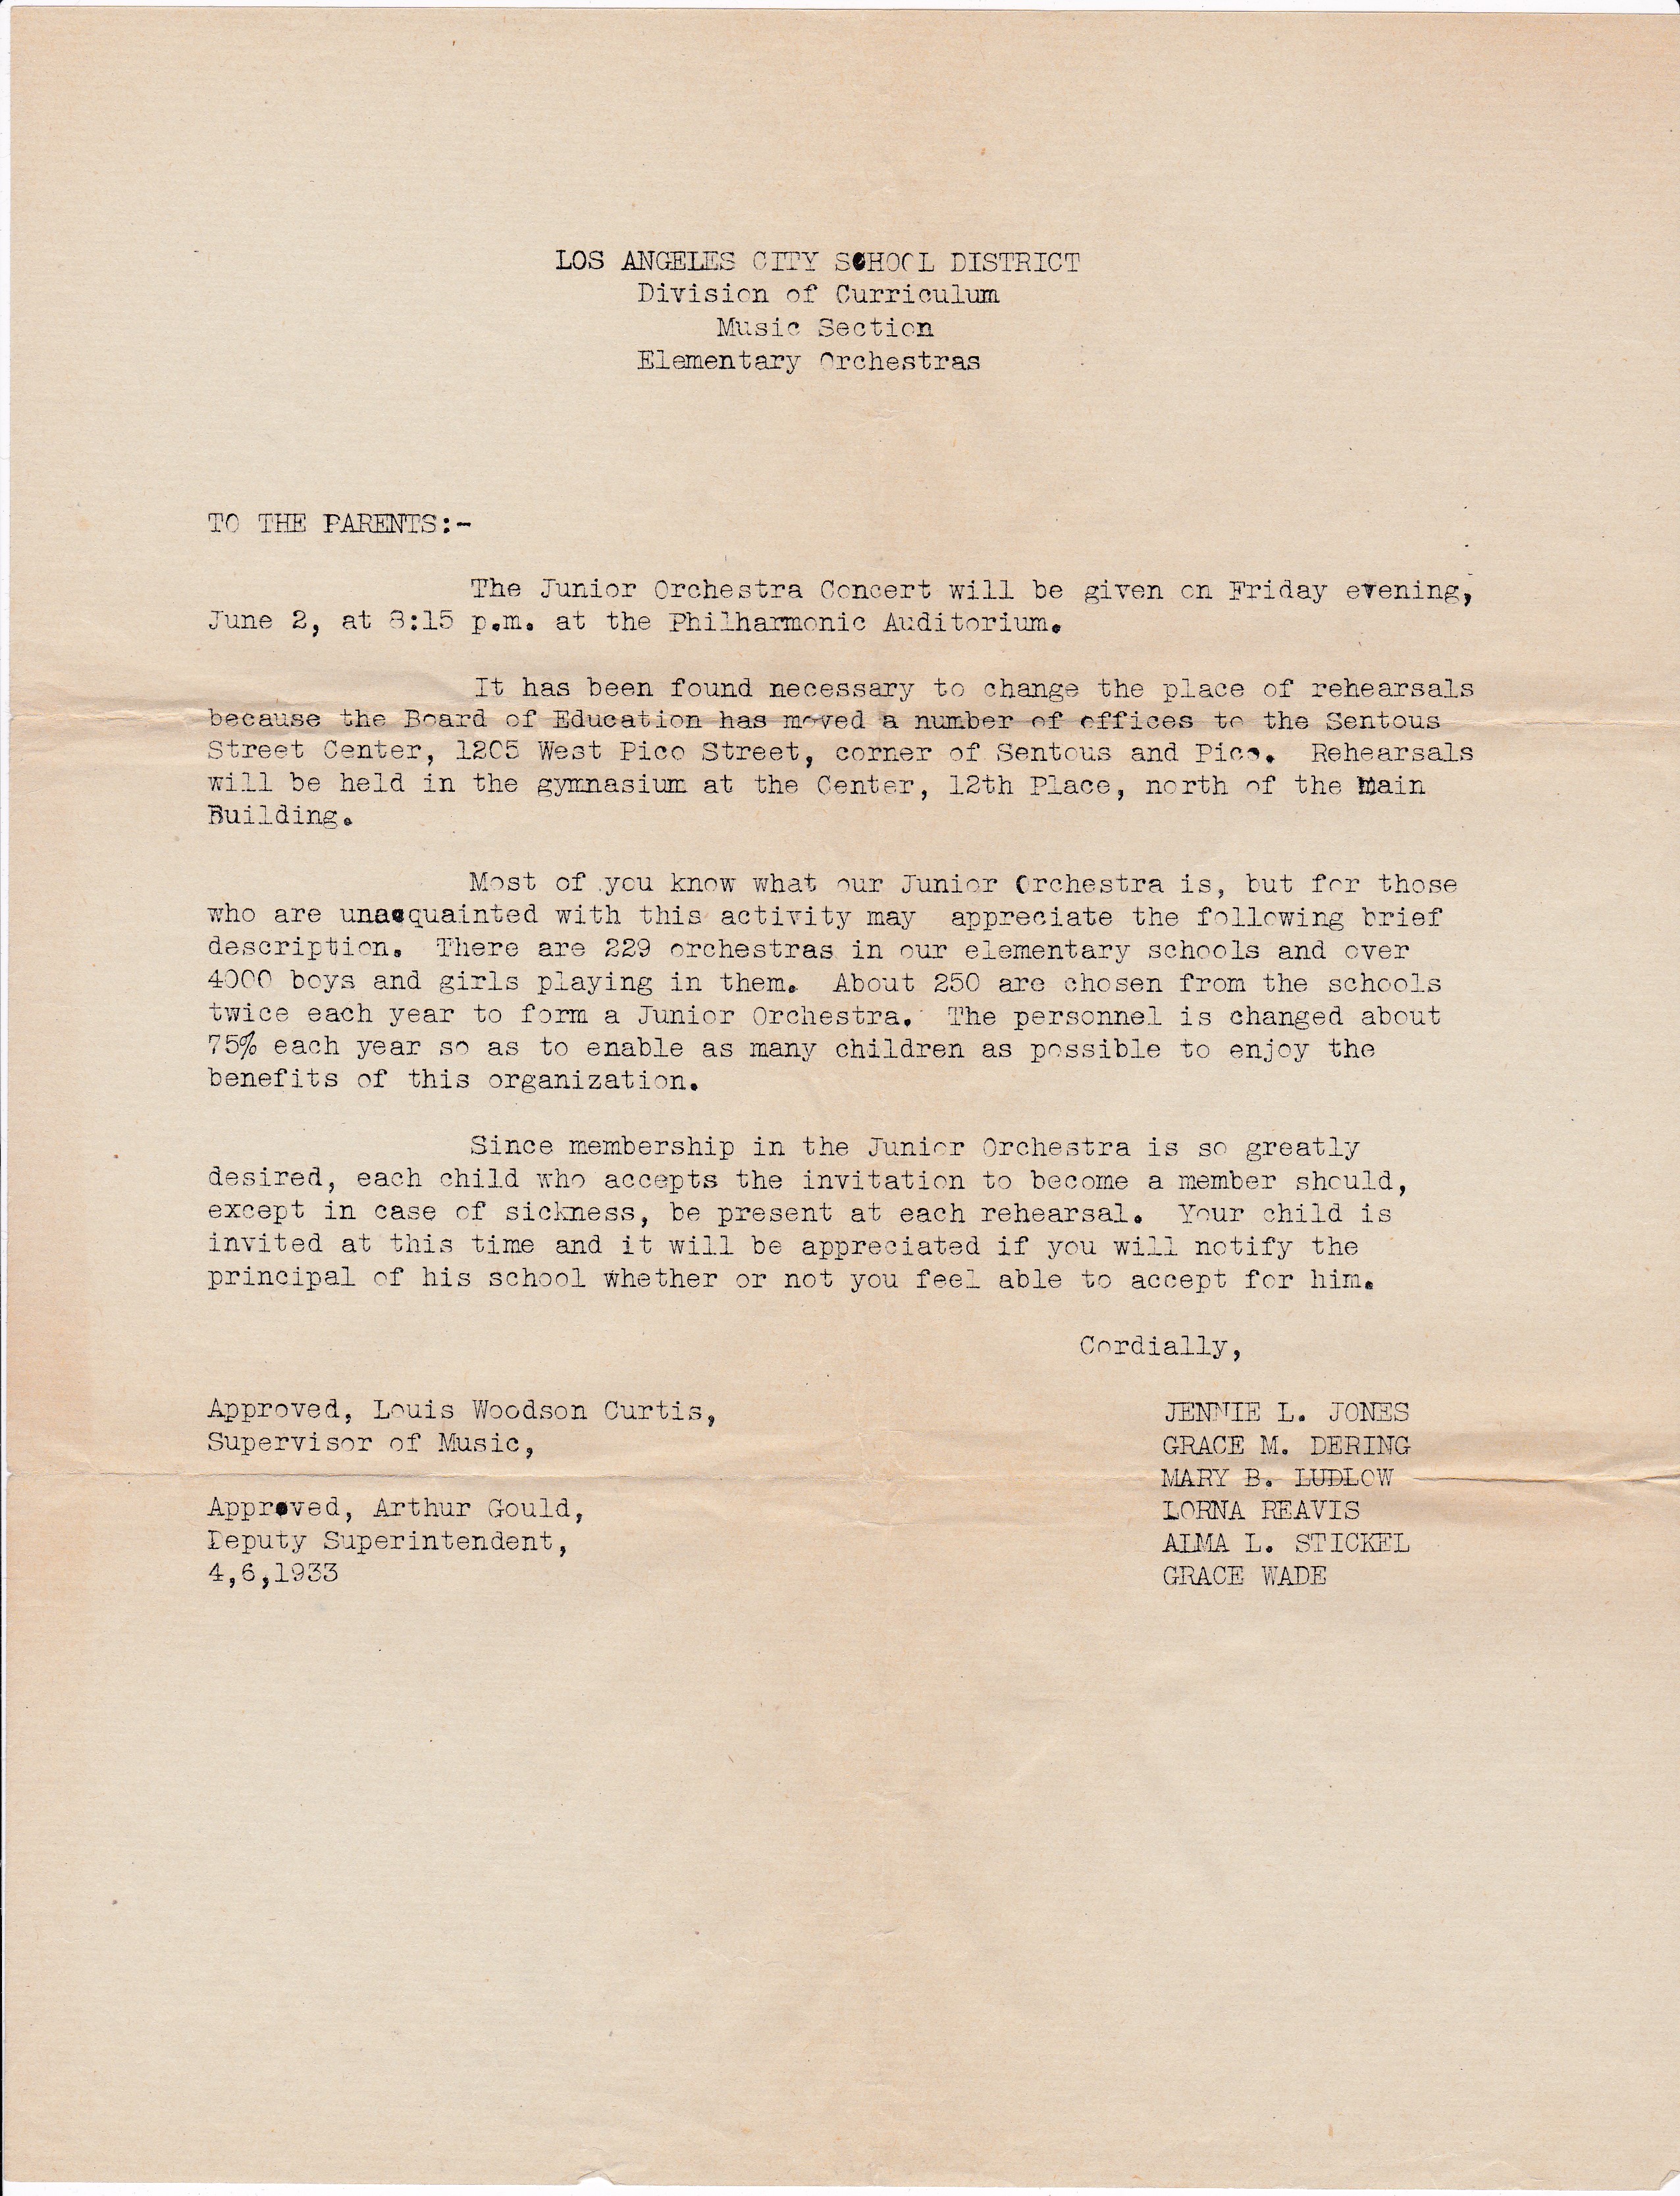 LOS ANGELES CITY SCHOOL DISTRICT
Division of Curriculum
Music Section
Elementary Orchestras
TO THE PARENTS:-
The Junior Orchestra Concert will be given on Friday evening,
June 2, at 8:15 p.m. at the Philharmonic Auditorium.
It has been found necessary to change the place of rehearsals
because the Board of Education has moved a number of offices to the Sentous
Street Center, 1205 West Pico Street, corner of Sentous and Pico. Rehearsals
will be held in the gymnasium at the Center, 12th Place, north of the Main
Building.
Most of you know what our Junior Orchestra is, but for those
who are unacquainted with this activity may appreciate the following brief
description. There are 229 orchestras in our elementary schools and over
4000 boys and girls playing in them. About 250 are chosen from the schools
twice each year to form a Junior Orchestra. The personnel is changed about
75% each year so as to enable as many children as possible to enjoy the
benefits of this organization.
Since membership in the Junior Orchestra is so greatly
desired, each child who accepts the invitation to become a member should,
except in case of sickness, be present at each rehearsal. Your child is
invited at this time and it will be appreciated if you will notify the
principal of his school whether or not you feel able to accept for him.
Cordially,
Approved, Louis Woodson Curtis,
Supervisor of Music,
Approved, Arthur Gould,
Deputy Superintendent,
4,6,1933
JENNIE L. JONES
GRACE M. DERING
MARY B. LUDLOW
LORNA REAVIS
ALMA L. STICKEL
GRACE WADE